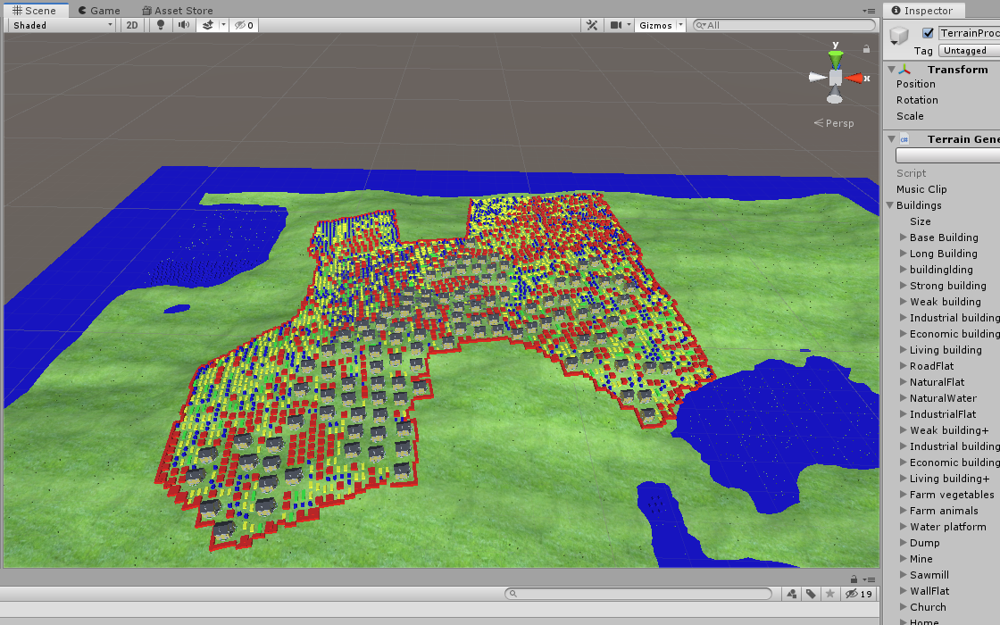 Scene Game Asset Store
Shaded 2D 0 Gizmos All
y
x
Persp
19
Inspector
TerrainProc
Tag Untagged
Transform
Position
Rotation
Scale
Terrain Gene
Script
Music Clip
Buildings
Size
Base Building
Long Building
buildingIding
Strong building
Weak building
Industrial building
Economic building
Living building
RoadFlat
NaturalFlat
NaturalWater
IndustrialFlat
Weak building+
Industrial building
Economic building
Living building+
Farm vegetables
Farm animals
Water platform
Dump
Mine
Sawmill
WallFlat
Church
Home